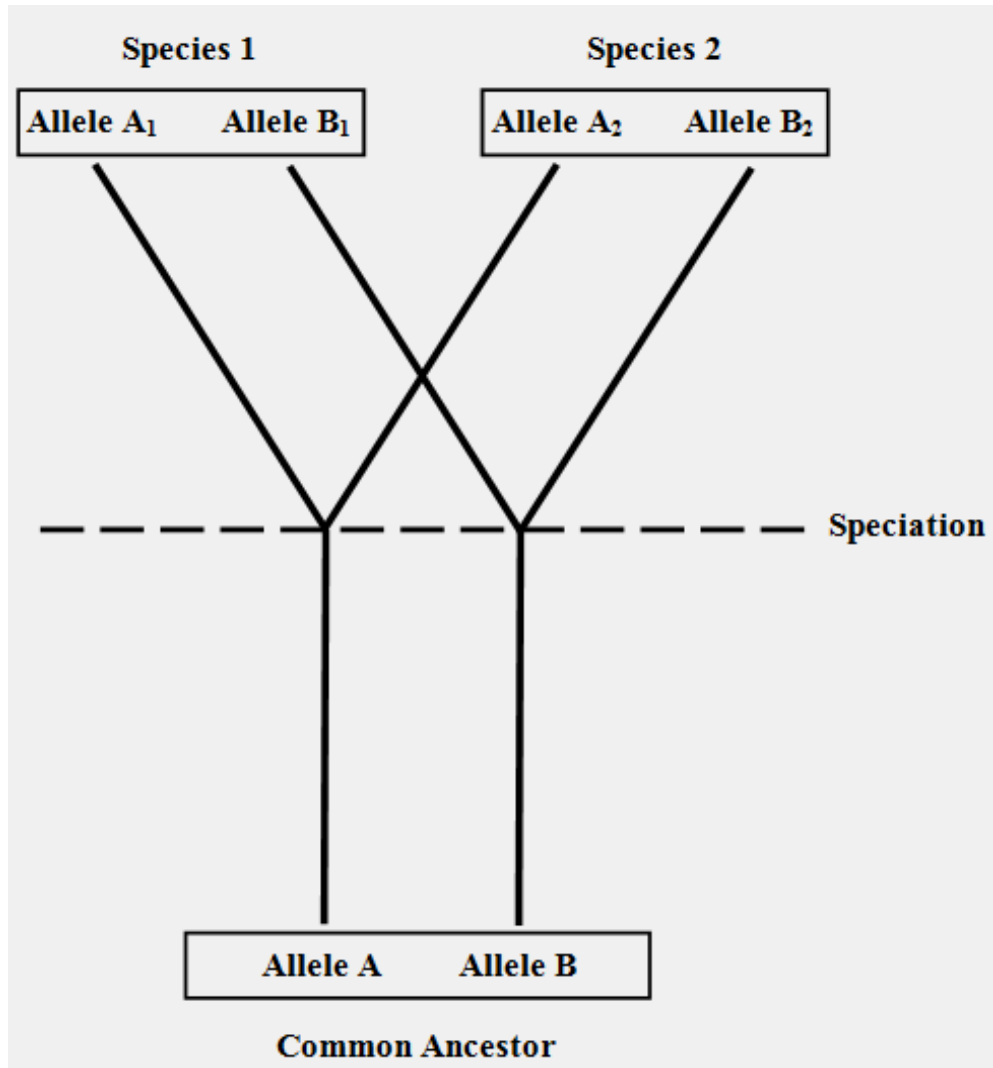 Species 1 Species 2
Allele A₁ Allele B₁ Allele A₂ Allele B₂
Speciation
Allele A Allele B
Common Ancestor